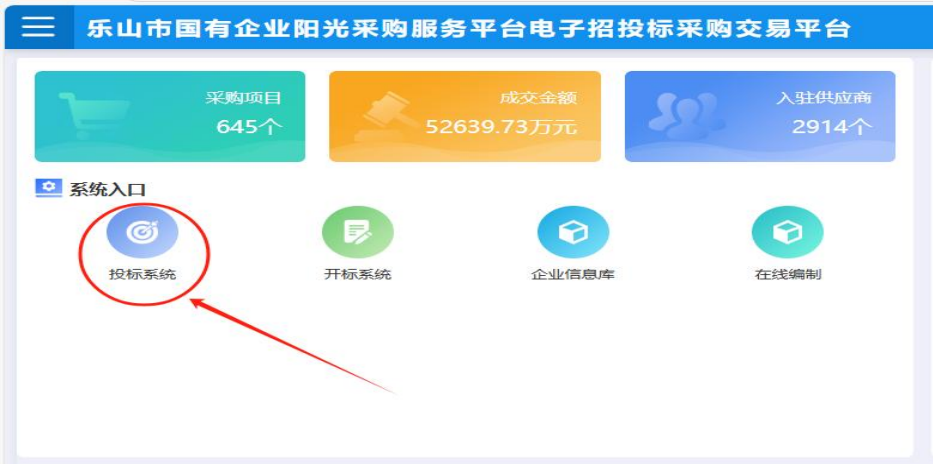 乐山市国有企业阳光采购服务平台电子招投标采购交易平台
采购项目
645个
成交金额
52639.73万元
入驻供应商
2914个
系统入口
投标系统
开标系统
企业信息库
在线编制